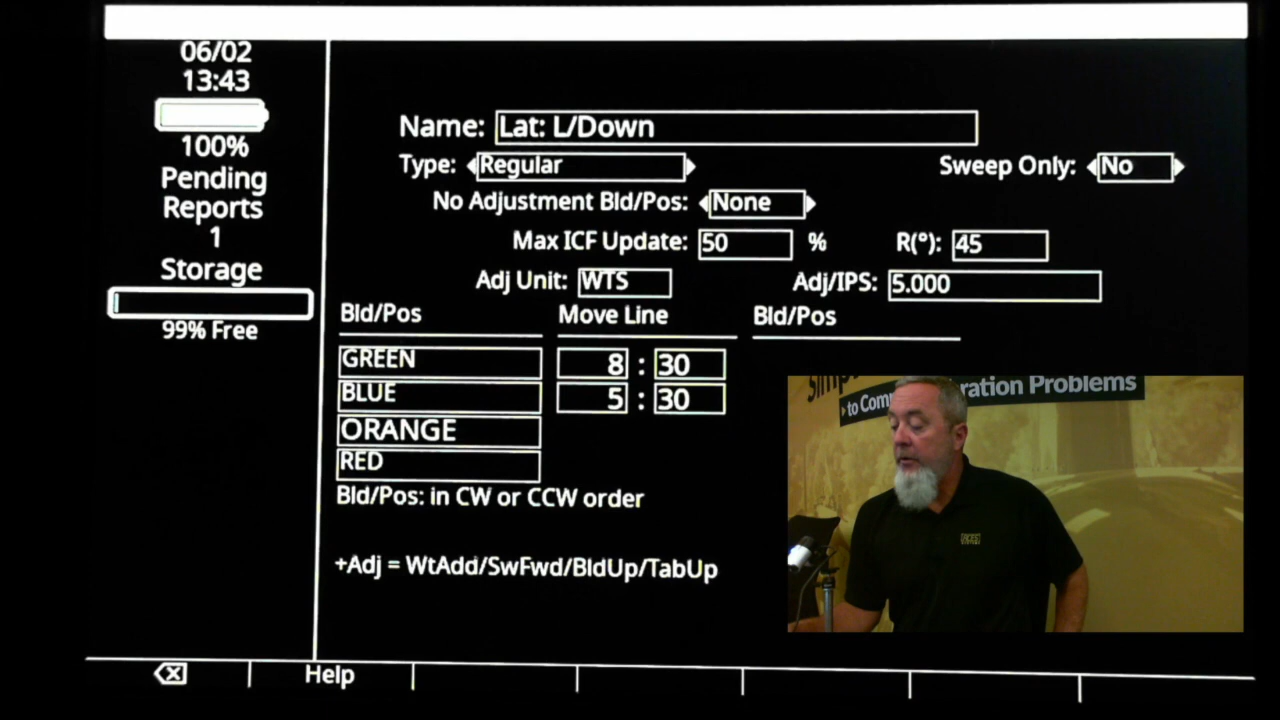 06/02
13:43
100%
Pending
Reports
1
Storage
99% Free
Name: Lat: L/Down
Type: Regular
Sweep Only: No
No Adjustment Bld/Pos: None
Max ICF Update: 50 %
R(°): 45
Adj Unit: WTS
Adj/IPS: 5.000
Bld/Pos Move Line Bld/Pos
GREEN 8 : 30
BLUE 5 : 30
ORANGE
RED
Bld/Pos: in CW or CCW order
+Adj = WtAdd/SwFwd/BldUp/TabUp
Help
ration Problems